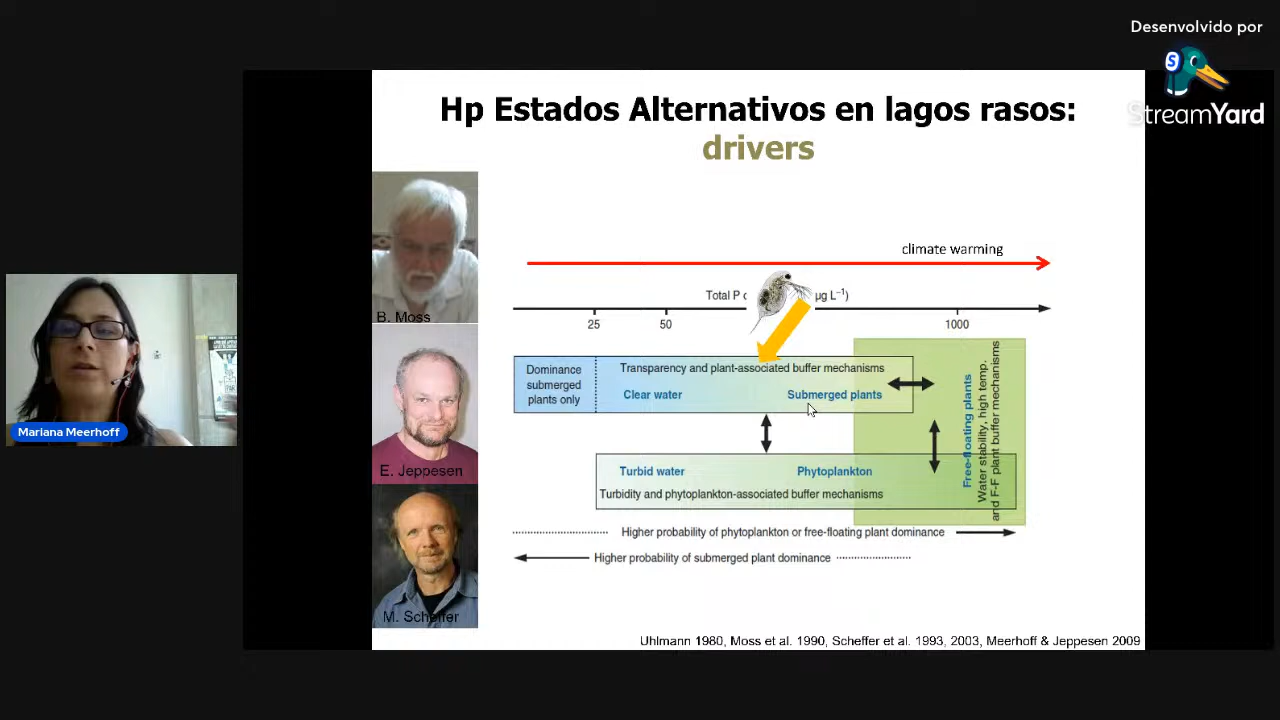 Desenvolvido por
StreamYard
Hp Estados Alternativos en lagos rasos:
drivers
climate warming
Total P
µg L⁻¹)
25
50
1000
B. Moss
E. Jeppesen
M. Scheffer
Mariana Meerhoff
Dominance
submerged
plants only
Transparency and plant-associated buffer mechanisms
Clear water
Submerged plants
Turbid water
Phytoplankton
Turbidity and phytoplankton-associated buffer mechanisms
Free-floating plants
Water stability, high temp.
and F-F plant buffer mechanisms
Higher probability of phytoplankton or free-floating plant dominance
Higher probability of submerged plant dominance
Uhlmann 1980, Moss et al. 1990, Scheffer et al. 1993, 2003, Meerhoff & Jeppesen 2009